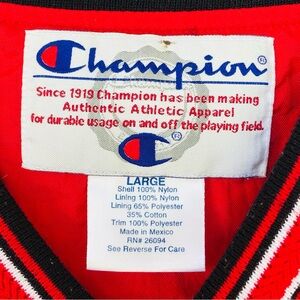 Champion®
Since 1919 Champion has been making
Authentic Athletic Apparel
for durable usage on and off the playing field.
®
LARGE
Shell 100% Nylon
Lining 100% Nylon
Lining 65% Polyester
35% Cotton
Trim 100% Polyester
Made in Mexico
RN# 26094
See Reverse For Care